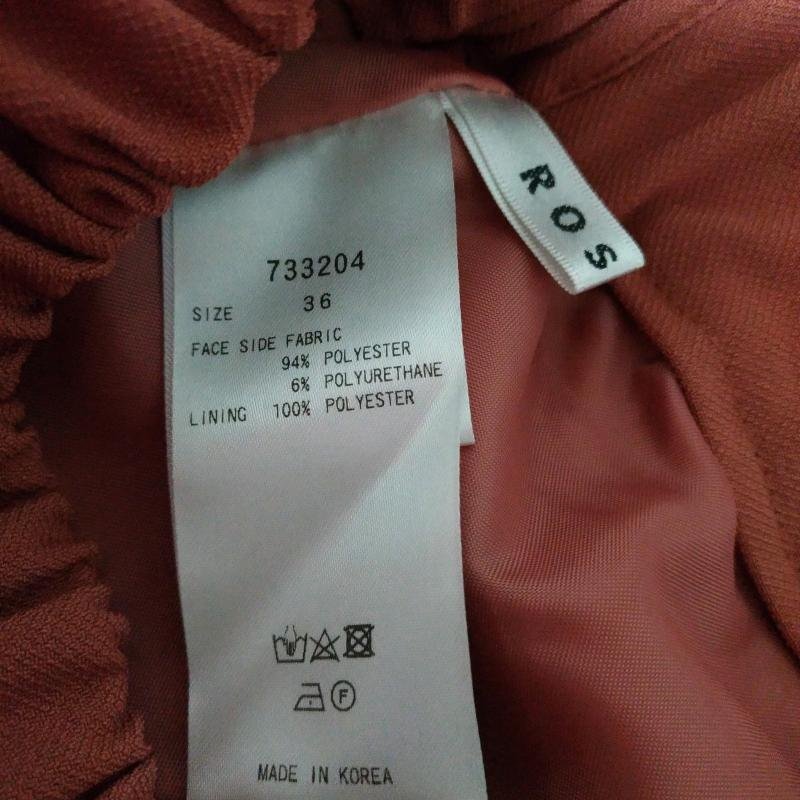 ROS
733204
SIZE 36
FACE SIDE FABRIC
94% POLYESTER
6% POLYURETHANE
LINING 100% POLYESTER
F
MADE IN KOREA